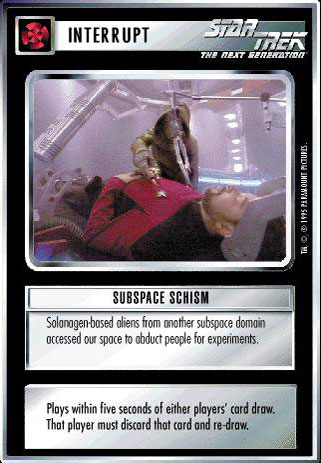 INTERRUPT
STAR TREK
THE NEXT GENERATION
TM, © ® 1995 PARAMOUNT PICTURES.
SUBSPACE SCHISM
Solanagen-based aliens from another subspace domain
accessed our space to abduct people for experiments.
Plays within five seconds of either players' card draw.
That player must discard that card and re-draw.